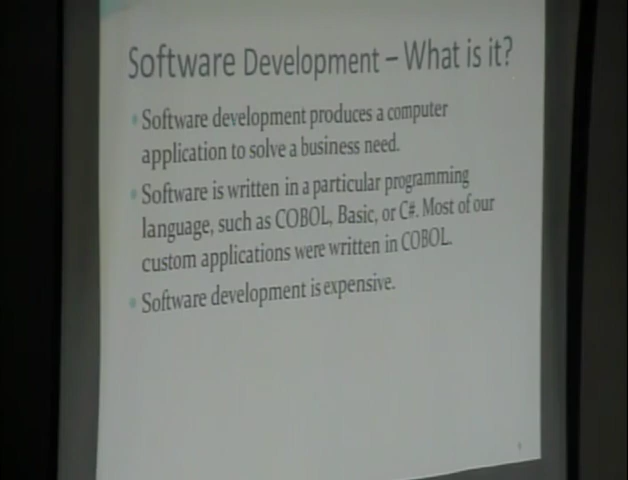 Software Development – What is it?
• Software development produces a computer
application to solve a business need.
• Software is written in a particular programming
language, such as COBOL, Basic, or C#. Most of our
custom applications were written in COBOL.
• Software development is expensive.